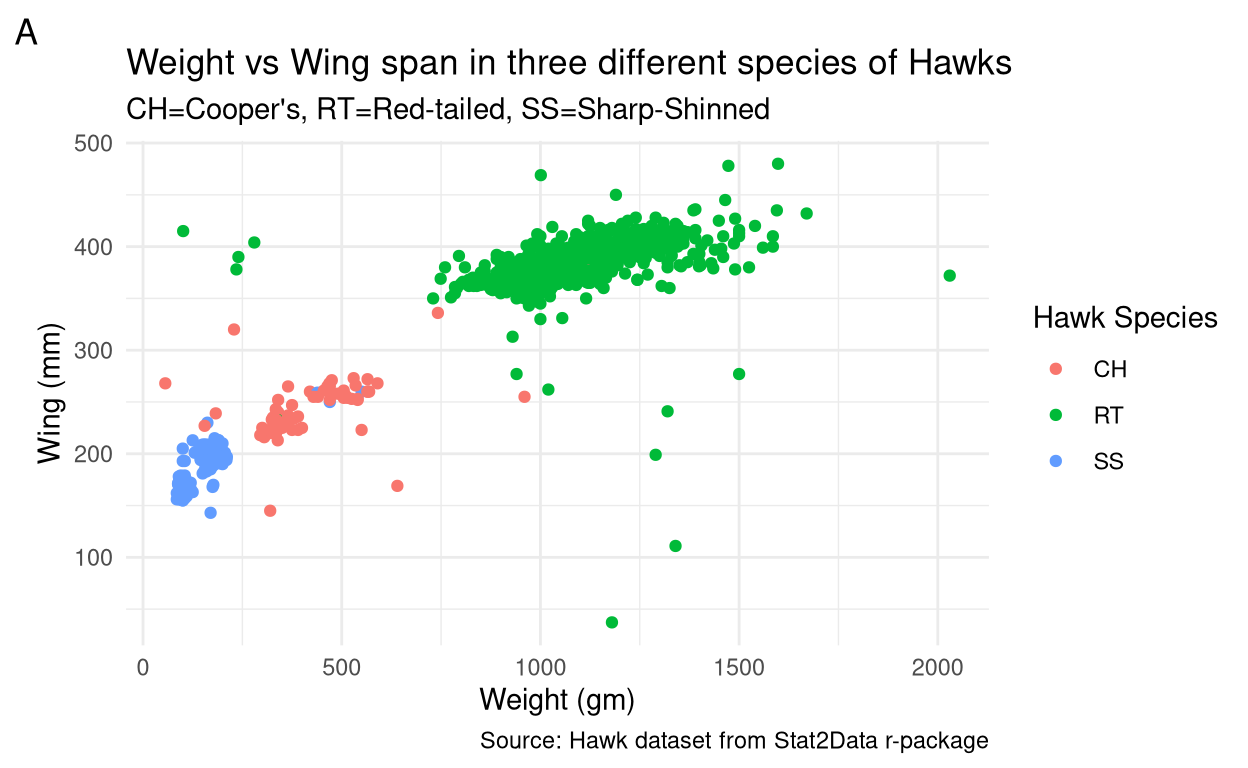 A
Weight vs Wing span in three different species of Hawks
CH=Cooper's, RT=Red-tailed, SS=Sharp-Shinned
500
400
300
200
100
Wing (mm)
0 500 1000 1500 2000
Weight (gm)
Hawk Species
CH
RT
SS
Source: Hawk dataset from Stat2Data r-package